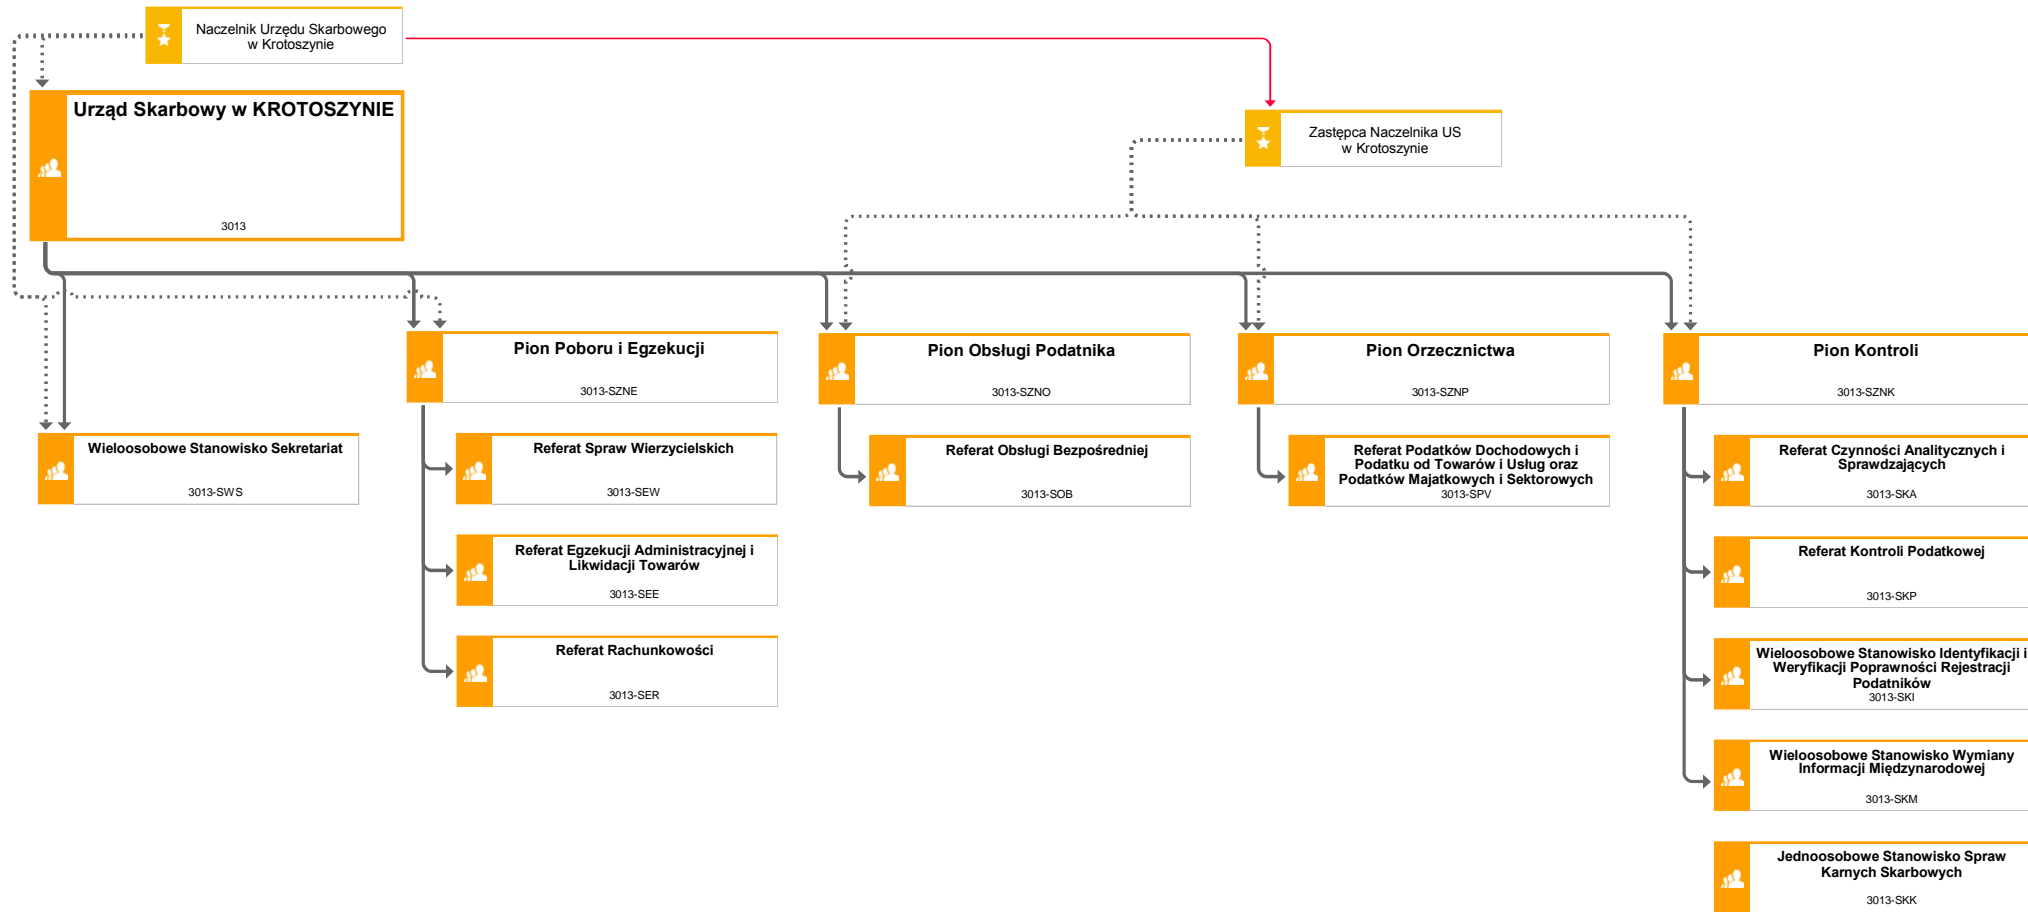 Naczelnik Urzędu Skarbowego
w Krotoszynie
Urząd Skarbowy w KROTOSZYNIE
3013
Zastępca Naczelnika US
w Krotoszynie
Pion Poboru i Egzekucji
3013-SZNE
Pion Obsługi Podatnika
3013-SZNO
Pion Orzecznictwa
3013-SZNP
Pion Kontroli
3013-SZNK
Wieloosobowe Stanowisko Sekretariat
3013-SWS
Referat Spraw Wierzycielskich
3013-SEW
Referat Obsługi Bezpośredniej
3013-SOB
Referat Podatków Dochodowych i
Podatku od Towarów i Usług oraz
Podatków Majatkowych i Sektorowych
3013-SPV
Referat Czynności Analitycznych i
Sprawdzających
3013-SKA
Referat Egzekucji Administracyjnej i
Likwidacji Towarów
3013-SEE
Referat Kontroli Podatkowej
3013-SKP
Referat Rachunkowości
3013-SER
Wieloosobowe Stanowisko Identyfikacji i
Weryfikacji Poprawności Rejestracji
Podatników
3013-SKI
Wieloosobowe Stanowisko Wymiany
Informacji Międzynarodowej
3013-SKM
Jednoosobowe Stanowisko Spraw
Karnych Skarbowych
3013-SKK